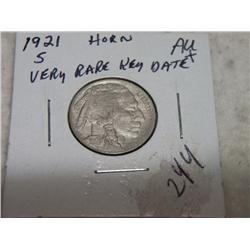 1921 HORN AU+
S
VERY RARE KEY DATE
244